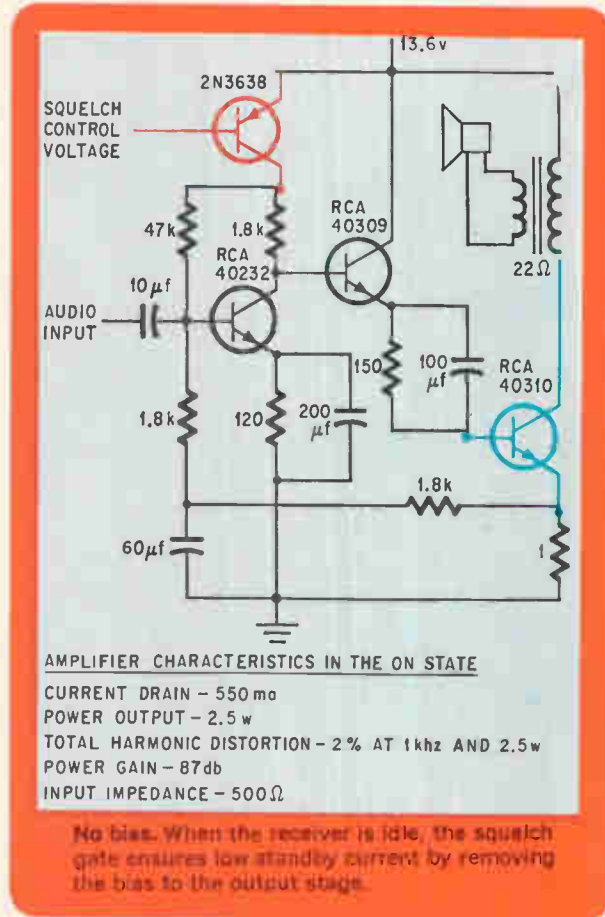 13.6v
2N3638
SQUELCH
CONTROL
VOLTAGE
47k
1.8k
RCA
40309
RCA
40232
22Ω
10µf
AUDIO
INPUT
150
100
µf
RCA
40310
1.8k
120
200
µf
1.8k
60µf
1
AMPLIFIER CHARACTERISTICS IN THE ON STATE
CURRENT DRAIN – 550 ma
POWER OUTPUT – 2.5 w
TOTAL HARMONIC DISTORTION – 2% AT 1khz AND 2.5w
POWER GAIN – 87db
INPUT IMPEDANCE – 500Ω
No bias. When the receiver is idle, the squelch
gate ensures low standby current by removing
the bias to the output stage.